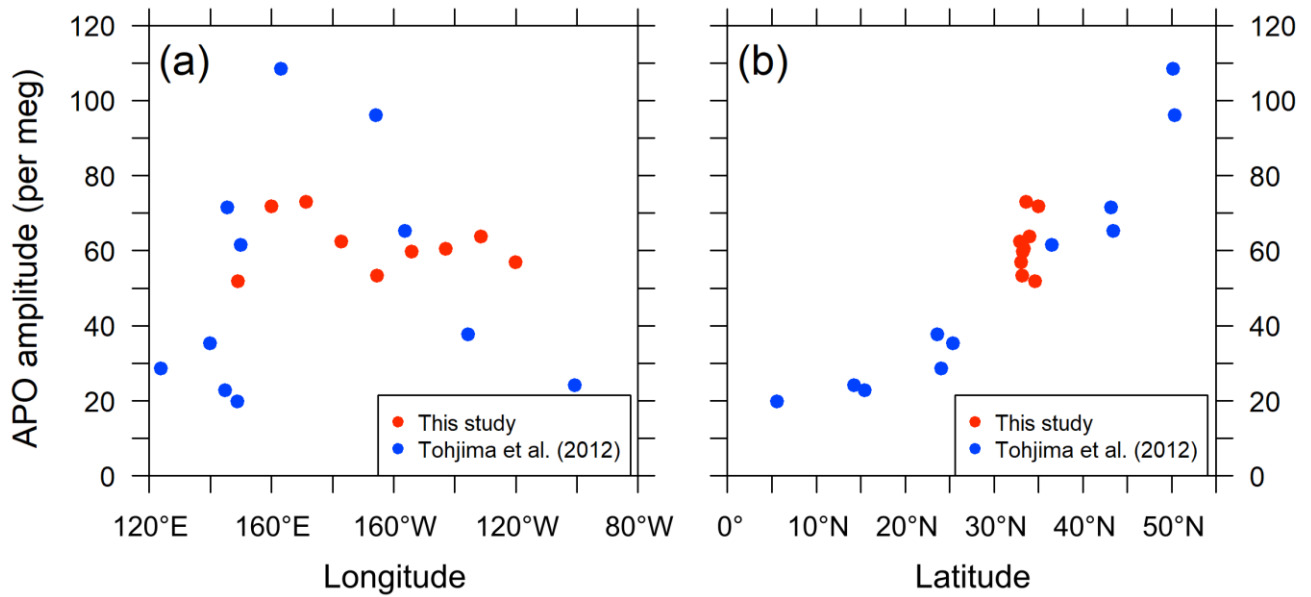 (a)
APO amplitude (per meg)
120
100
80
60
40
20
0
This study
Tohjima et al. (2012)
120°E 160°E 160°W 120°W 80°W
Longitude
(b)
120
100
80
60
40
20
0
This study
Tohjima et al. (2012)
0° 10°N 20°N 30°N 40°N 50°N
Latitude